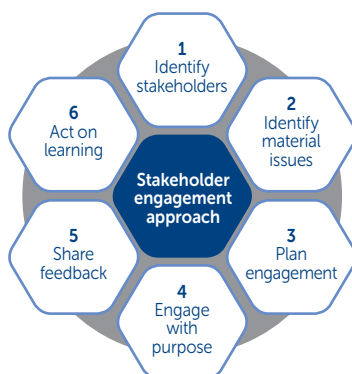 1
Identify
stakeholders
2
Identify
material
issues
3
Plan
engagement
4
Engage
with
purpose
5
Share
feedback
6
Act on
learning
Stakeholder
engagement
approach